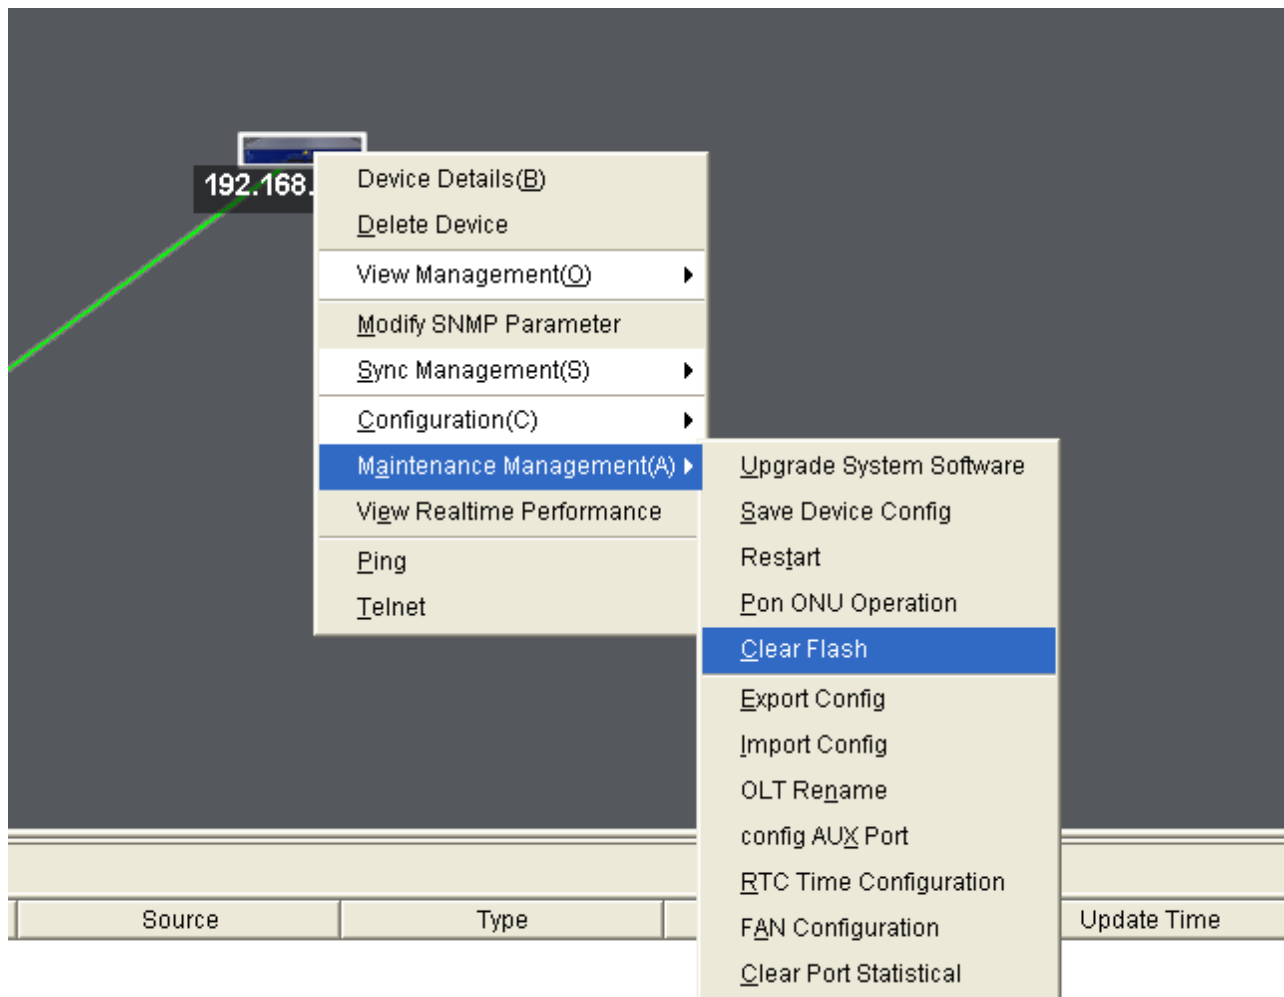 192.168.
Device Details(B)
Delete Device
View Management(O)
Modify SNMP Parameter
Sync Management(S)
Configuration(C)
Maintenance Management(A)
View Realtime Performance
Ping
Telnet
Upgrade System Software
Save Device Config
Restart
Pon ONU Operation
Clear Flash
Export Config
Import Config
OLT Rename
config AUX Port
RTC Time Configuration
FAN Configuration
Clear Port Statistical
Source Type Update Time